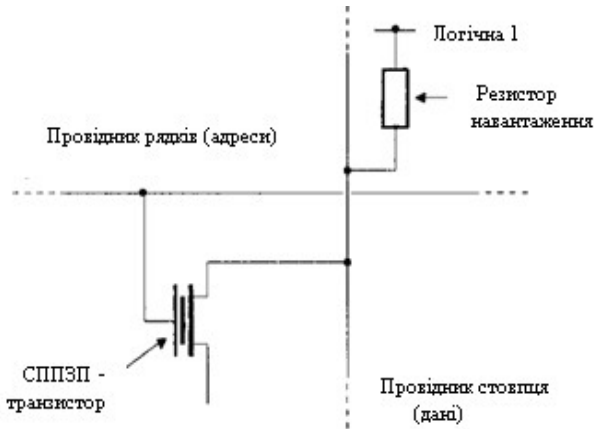 Логічна 1
Резистор
навантаження
Провідник рядків (адреси)
СППЗП -
транзистор
Провідник стовпця
(дані)